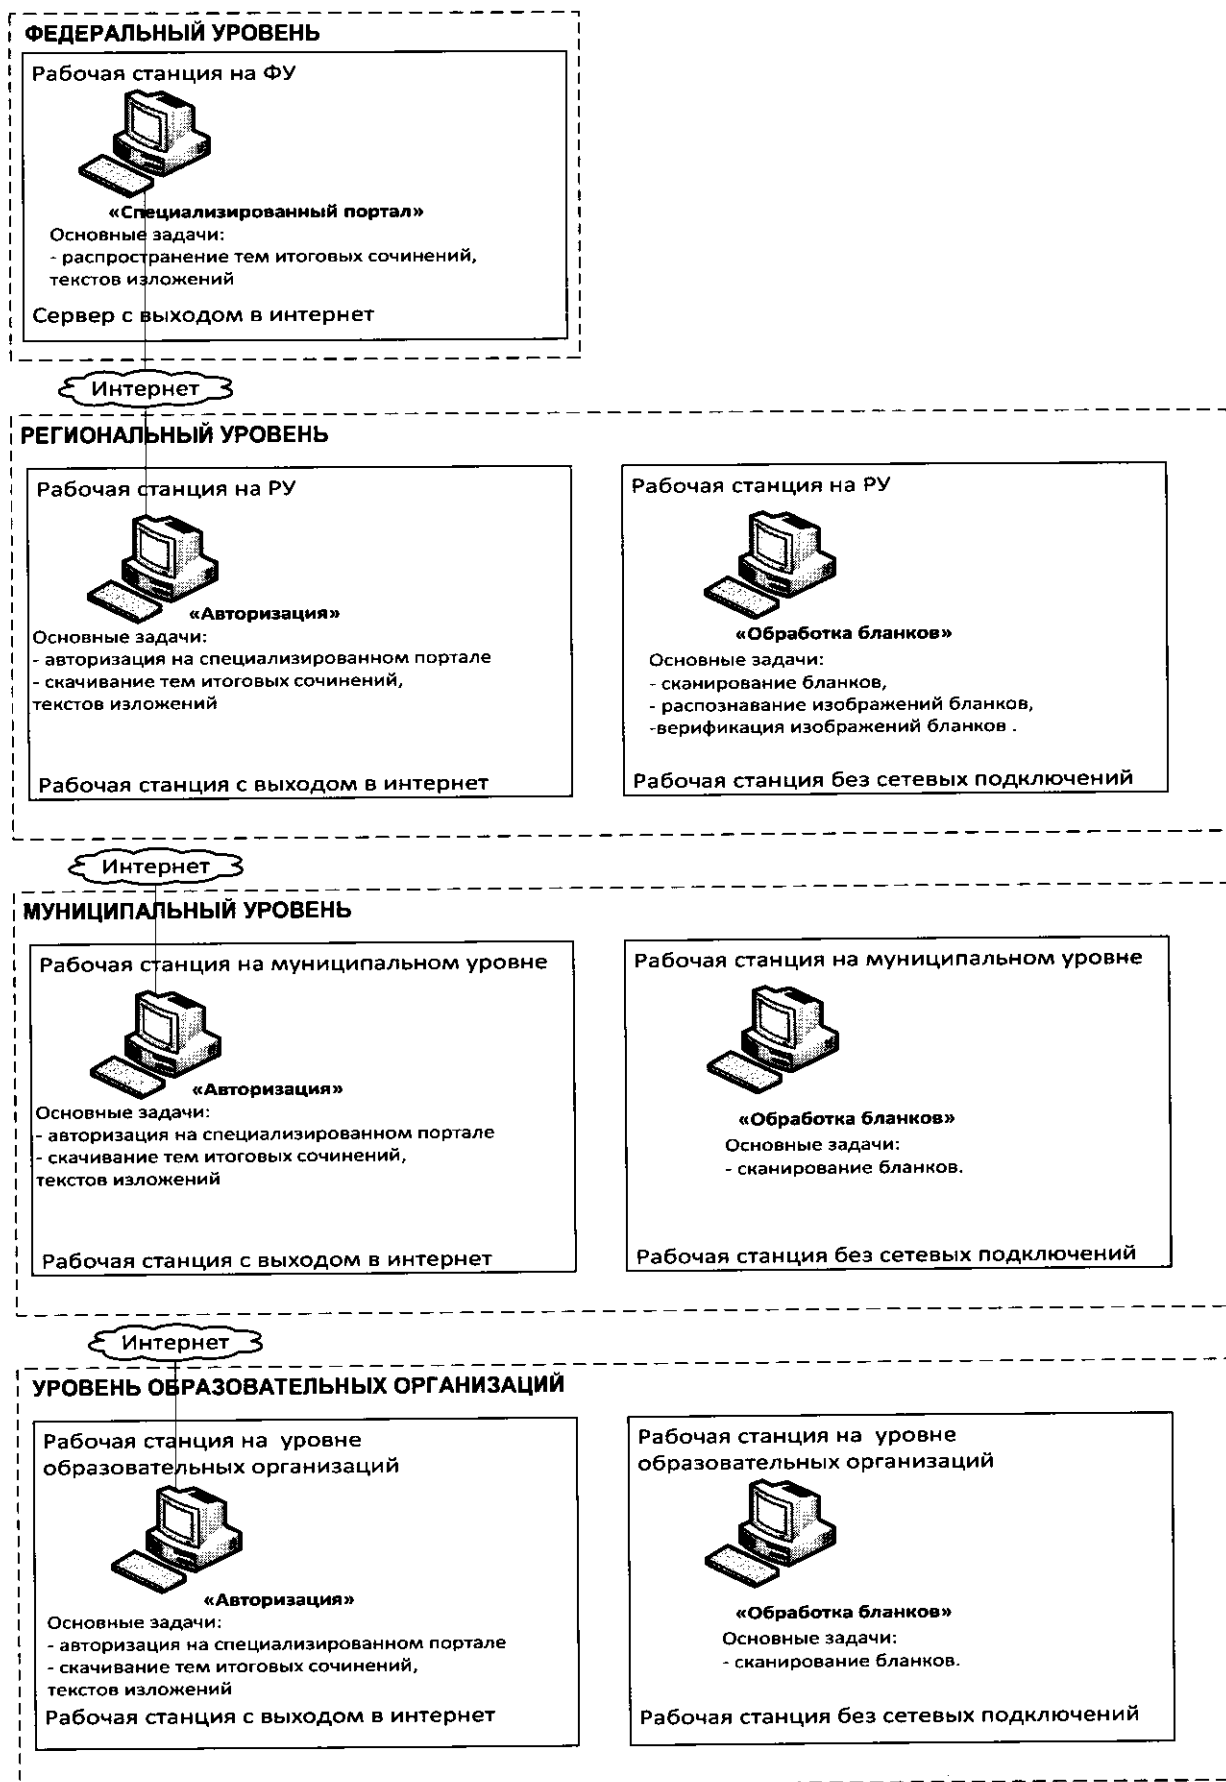 ФЕДЕРАЛЬНЫЙ УРОВЕНЬ
Рабочая станция на ФУ
«Специализированный портал»
Основные задачи:
- распространение тем итоговых сочинений,
текстов изложений
Сервер с выходом в интернет
Интернет
РЕГИОНАЛЬНЫЙ УРОВЕНЬ
Рабочая станция на РУ
«Авторизация»
Основные задачи:
- авторизация на специализированном портале
- скачивание тем итоговых сочинений,
текстов изложений
Рабочая станция с выходом в интернет
Рабочая станция на РУ
«Обработка бланков»
Основные задачи:
- сканирование бланков,
- распознавание изображений бланков,
-верификация изображений бланков .
Рабочая станция без сетевых подключений
Интернет
МУНИЦИПАЛЬНЫЙ УРОВЕНЬ
Рабочая станция на муниципальном уровне
«Авторизация»
Основные задачи:
- авторизация на специализированном портале
- скачивание тем итоговых сочинений,
текстов изложений
Рабочая станция с выходом в интернет
Рабочая станция на муниципальном уровне
«Обработка бланков»
Основные задачи:
- сканирование бланков.
Рабочая станция без сетевых подключений
Интернет
УРОВЕНЬ ОБРАЗОВАТЕЛЬНЫХ ОРГАНИЗАЦИЙ
Рабочая станция на уровне
образовательных организаций
«Авторизация»
Основные задачи:
- авторизация на специализированном портале
- скачивание тем итоговых сочинений,
текстов изложений
Рабочая станция с выходом в интернет
Рабочая станция на уровне
образовательных организаций
«Обработка бланков»
Основные задачи:
- сканирование бланков.
Рабочая станция без сетевых подключений